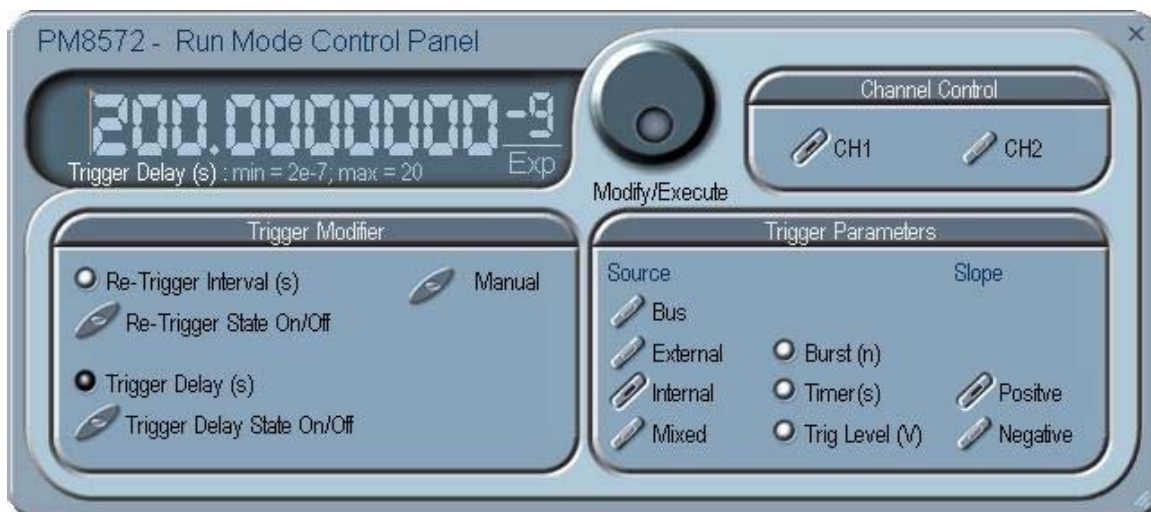 PM8572 - Run Mode Control Panel
200.0000000-9
Exp
Trigger Delay (s) : min = 2e-7; max = 20
Modify/Execute
Channel Control
CH1
CH2
Trigger Modifier
Re-Trigger Interval (s)
Manual
Re-Trigger State On/Off
Trigger Delay (s)
Trigger Delay State On/Off
Trigger Parameters
Source
Slope
Bus
External
Burst (n)
Internal
Timer(s)
Positve
Mixed
Trig Level (V)
Negative